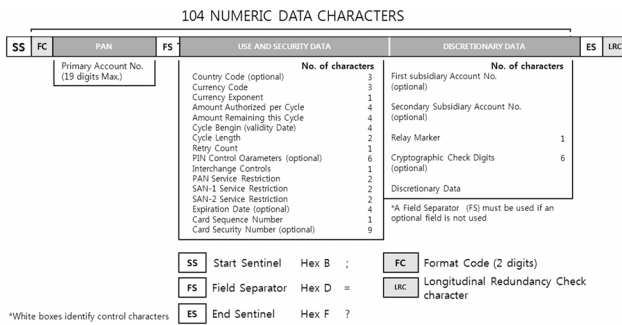 104 NUMERIC DATA CHARACTERS
SS FC PAN FS USE AND SECURITY DATA DISCRETIONARY DATA ES LRC
Primary Account No.
(19 digits Max.)
No. of characters
Country Code (optional) 3
Currency Code 3
Currency Exponent 1
Amount Authorized per Cycle 4
Amount Remaining this Cycle 4
Cycle Bengin (validity Date) 4
Cycle Length 2
Retry Count 1
PIN Control Oarameters (optional) 6
Interchange Controls 1
PAN Service Restriction 2
SAN-1 Service Restriction 2
SAN-2 Service Restriction 2
Expiration Date (optional) 4
Card Sequence Number 1
Card Security Number (optional) 9
No. of characters
First subsidiary Account No.
(optional)
Secondary Subsidiary Account No.
(optional)
Relay Marker 1
Cryptographic Check Digits 6
(optional)
Discretionary Data
*A Field Separator (FS) must be used if an
optional field is not used
SS Start Sentinel Hex B ;
FS Field Separator Hex D =
ES End Sentinel Hex F ?
FC Format Code (2 digits)
LRC Longitudinal Redundancy Check
character
*White boxes identify control characters